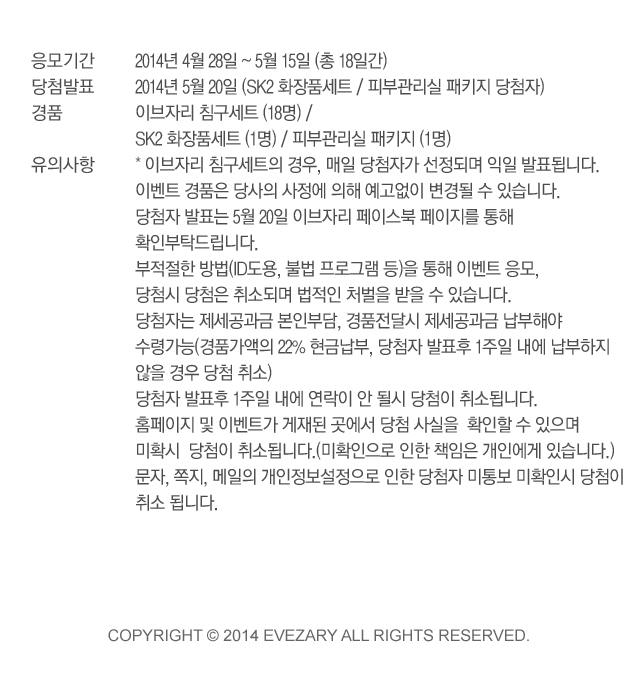 응모기간 2014년 4월 28일 ~ 5월 15일 (총 18일간)
당첨발표 2014년 5월 20일 (SK2 화장품세트 / 피부관리실 패키지 당첨자)
경품 이브자리 침구세트 (18명) /
SK2 화장품세트 (1명) / 피부관리실 패키지 (1명)
유의사항 * 이브자리 침구세트의 경우, 매일 당첨자가 선정되며 익일 발표됩니다.
이벤트 경품은 당사의 사정에 의해 예고없이 변경될 수 있습니다.
당첨자 발표는 5월 20일 이브자리 페이스북 페이지를 통해
확인부탁드립니다.
부적절한 방법(ID도용, 불법 프로그램 등)을 통해 이벤트 응모,
당첨시 당첨은 취소되며 법적인 처벌을 받을 수 있습니다.
당첨자는 제세공과금 본인부담, 경품전달시 제세공과금 납부해야
수령가능(경품가액의 22% 현금납부, 당첨자 발표후 1주일 내에 납부하지
않을 경우 당첨 취소)
당첨자 발표후 1주일 내에 연락이 안 될시 당첨이 취소됩니다.
홈페이지 및 이벤트가 게재된 곳에서 당첨 사실을 확인할 수 있으며
미확시 당첨이 취소됩니다.(미확인으로 인한 책임은 개인에게 있습니다.)
문자, 쪽지, 메일의 개인정보설정으로 인한 당첨자 미통보 미확인시 당첨이
취소 됩니다.
COPYRIGHT © 2014 EVEZARY ALL RIGHTS RESERVED.